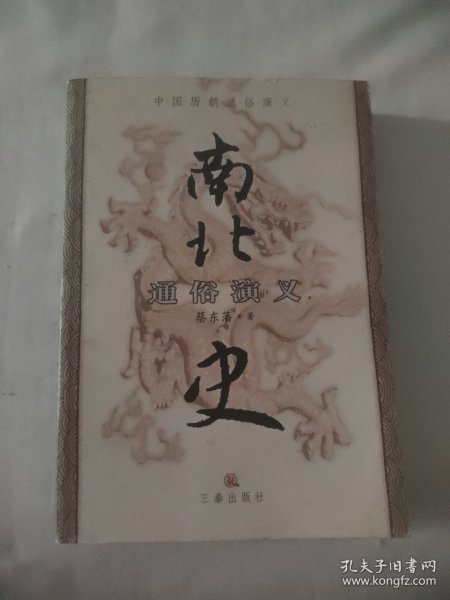 ·中国历朝通俗演义·
南北
通俗演义
蔡东藩·著
史
三秦出版社
孔夫子旧书网
www.kongfz.com